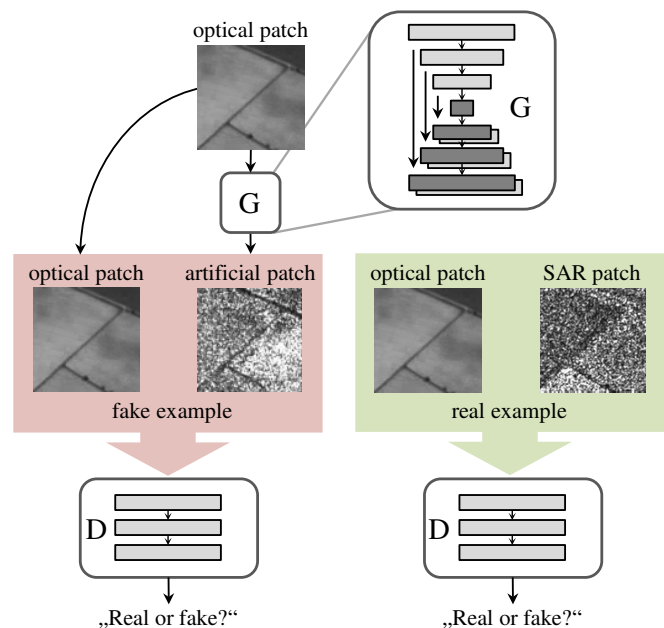 optical patch
G
G
optical patch
artificial patch
fake example
optical patch
SAR patch
real example
D
D
„Real or fake?“
„Real or fake?“